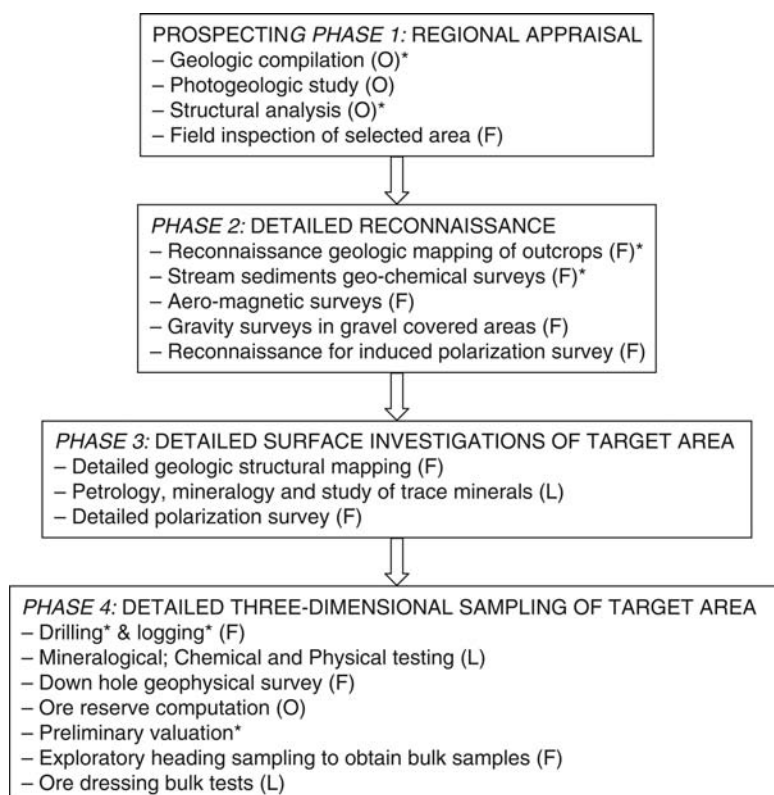 PROSPECTING PHASE 1: REGIONAL APPRAISAL
– Geologic compilation (O)*
– Photogeologic study (O)
– Structural analysis (O)*
– Field inspection of selected area (F)
PHASE 2: DETAILED RECONNAISSANCE
– Reconnaissance geologic mapping of outcrops (F)*
– Stream sediments geo-chemical surveys (F)*
– Aero-magnetic surveys (F)
– Gravity surveys in gravel covered areas (F)
– Reconnaissance for induced polarization survey (F)
PHASE 3: DETAILED SURFACE INVESTIGATIONS OF TARGET AREA
– Detailed geologic structural mapping (F)
– Petrology, mineralogy and study of trace minerals (L)
– Detailed polarization survey (F)
PHASE 4: DETAILED THREE-DIMENSIONAL SAMPLING OF TARGET AREA
– Drilling* & logging* (F)
– Mineralogical; Chemical and Physical testing (L)
– Down hole geophysical survey (F)
– Ore reserve computation (O)
– Preliminary valuation*
– Exploratory heading sampling to obtain bulk samples (F)
– Ore dressing bulk tests (L)